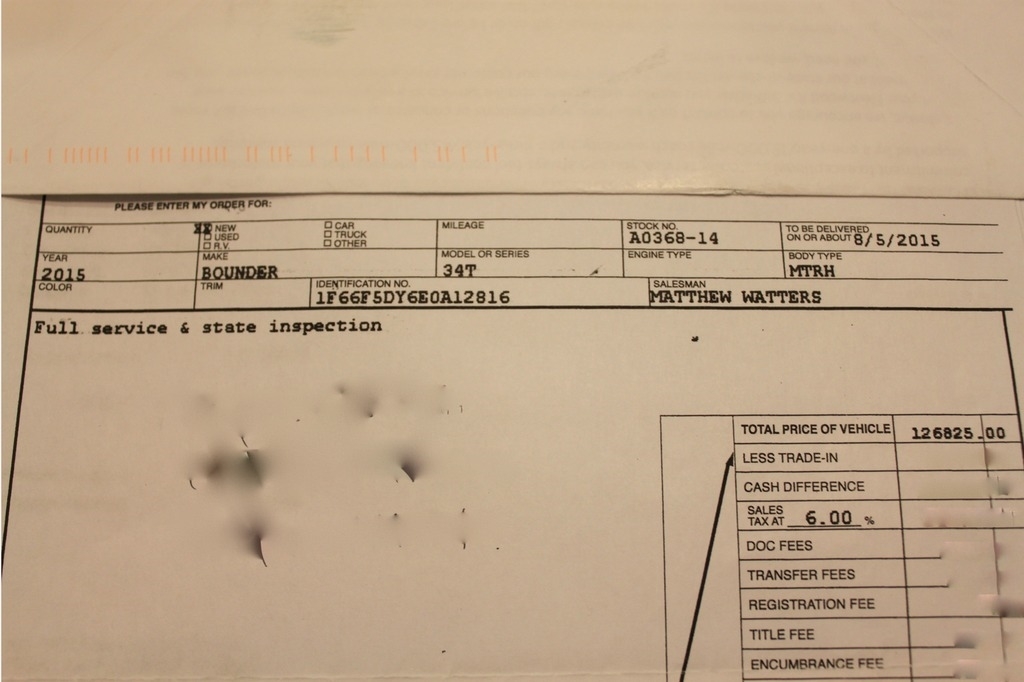 PLEASE ENTER MY ORDER FOR:
QUANTITY XX NEW □ CAR MILEAGE STOCK NO. TO BE DELIVERED
□ USED □ TRUCK A0368-14 ON OR ABOUT 8/5/2015
□ R.V. □ OTHER
YEAR MAKE MODEL OR SERIES ENGINE TYPE BODY TYPE
2015 BOUNDER 34T MTRH
COLOR TRIM IDENTIFICATION NO. SALESMAN
1F66F5DY6E0A12816 MATTHEW WATTERS
Full service & state inspection
TOTAL PRICE OF VEHICLE 126825.00
LESS TRADE-IN
CASH DIFFERENCE
SALES
TAX AT 6.00 %
DOC FEES
TRANSFER FEES
REGISTRATION FEE
TITLE FEE
ENCUMBRANCE FEE